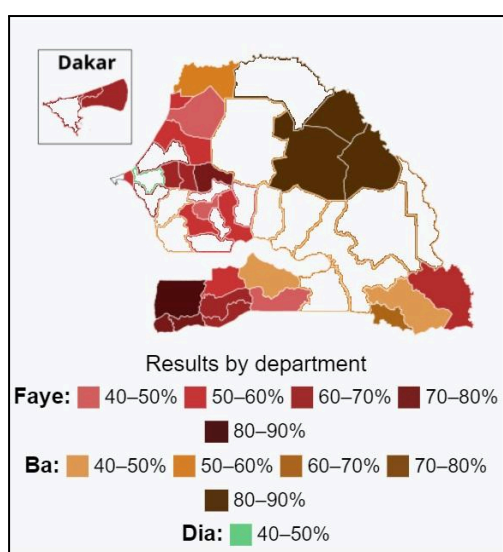 Dakar
Results by department
Faye: 40–50% 50–60% 60–70% 70–80%
80–90%
Ba: 40–50% 50–60% 60–70% 70–80%
80–90%
Dia: 40–50%